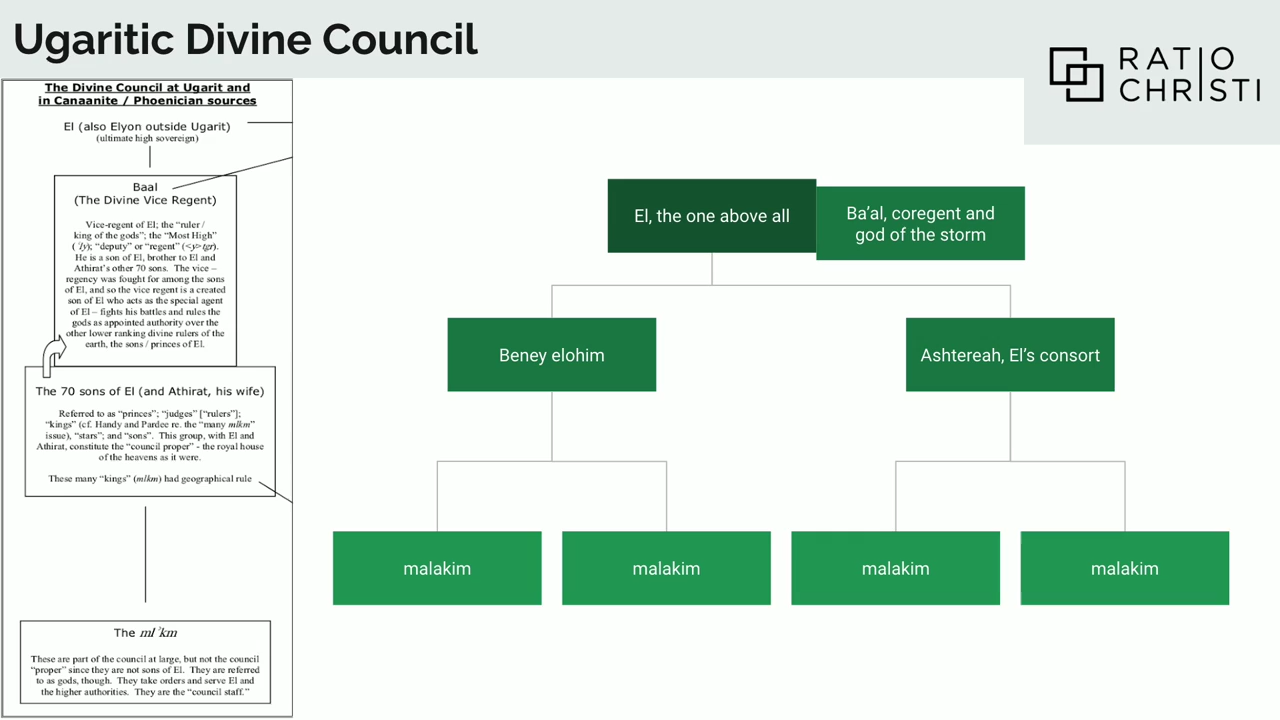 Ugaritic Divine Council
RATIO
CHRISTI
The Divine Council at Ugarit and
in Canaanite / Phoenician sources
El (also Elyon outside Ugarit)
(ultimate high sovereign)
Baal
(The Divine Vice Regent)
Vice-regent of El; the “ruler /
king of the gods”; the “Most High”
( ʿly); “deputy” or “regent” (<y>tgr).
He is a son of El, brother to El and
Athirat’s other 70 sons. The vice –
regency was fought for among the sons
of El, and so the vice regent is a created
son of El who acts as the special agent
of El – fights his battles and rules the
gods as appointed authority over the
other lower ranking divine rulers of the
earth, the sons / princes of El.
The 70 sons of El (and Athirat, his wife)
Referred to as “princes”; “judges” [“rulers”];
“kings” (cf. Handy and Pardee re. the “many mlkm”
issue), “stars”; and “sons”. This group, with El and
Athirat, constitute the “council proper” - the royal house
of the heavens as it were.
These many “kings” (mlkm) had geographical rule
The mlʾkm
These are part of the council at large, but not the council
“proper” since they are not sons of El. They are referred
to as gods, though. They take orders and serve El and
the higher authorities. They are the “council staff.”
El, the one above all
Ba’al, coregent and
god of the storm
Beney elohim
Ashtereah, El’s consort
malakim
malakim
malakim
malakim